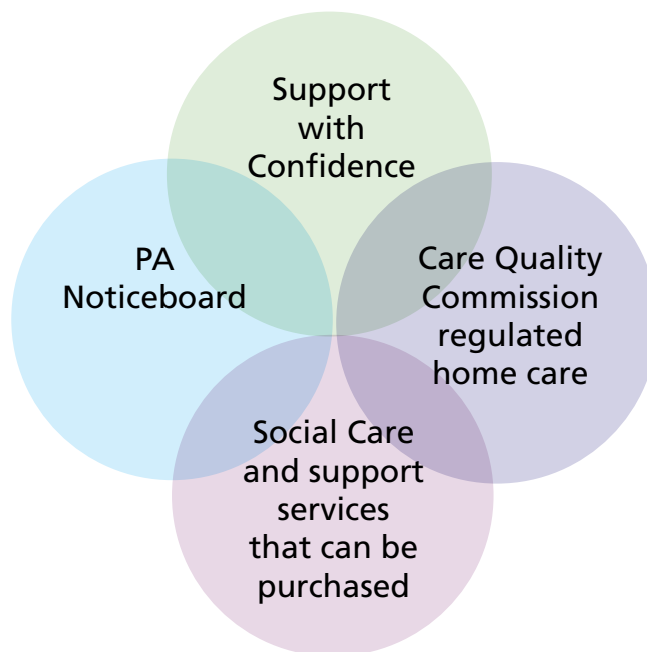 Support
with
Confidence
PA
Noticeboard
Care Quality
Commission
regulated
home care
Social Care
and support
services
that can be
purchased